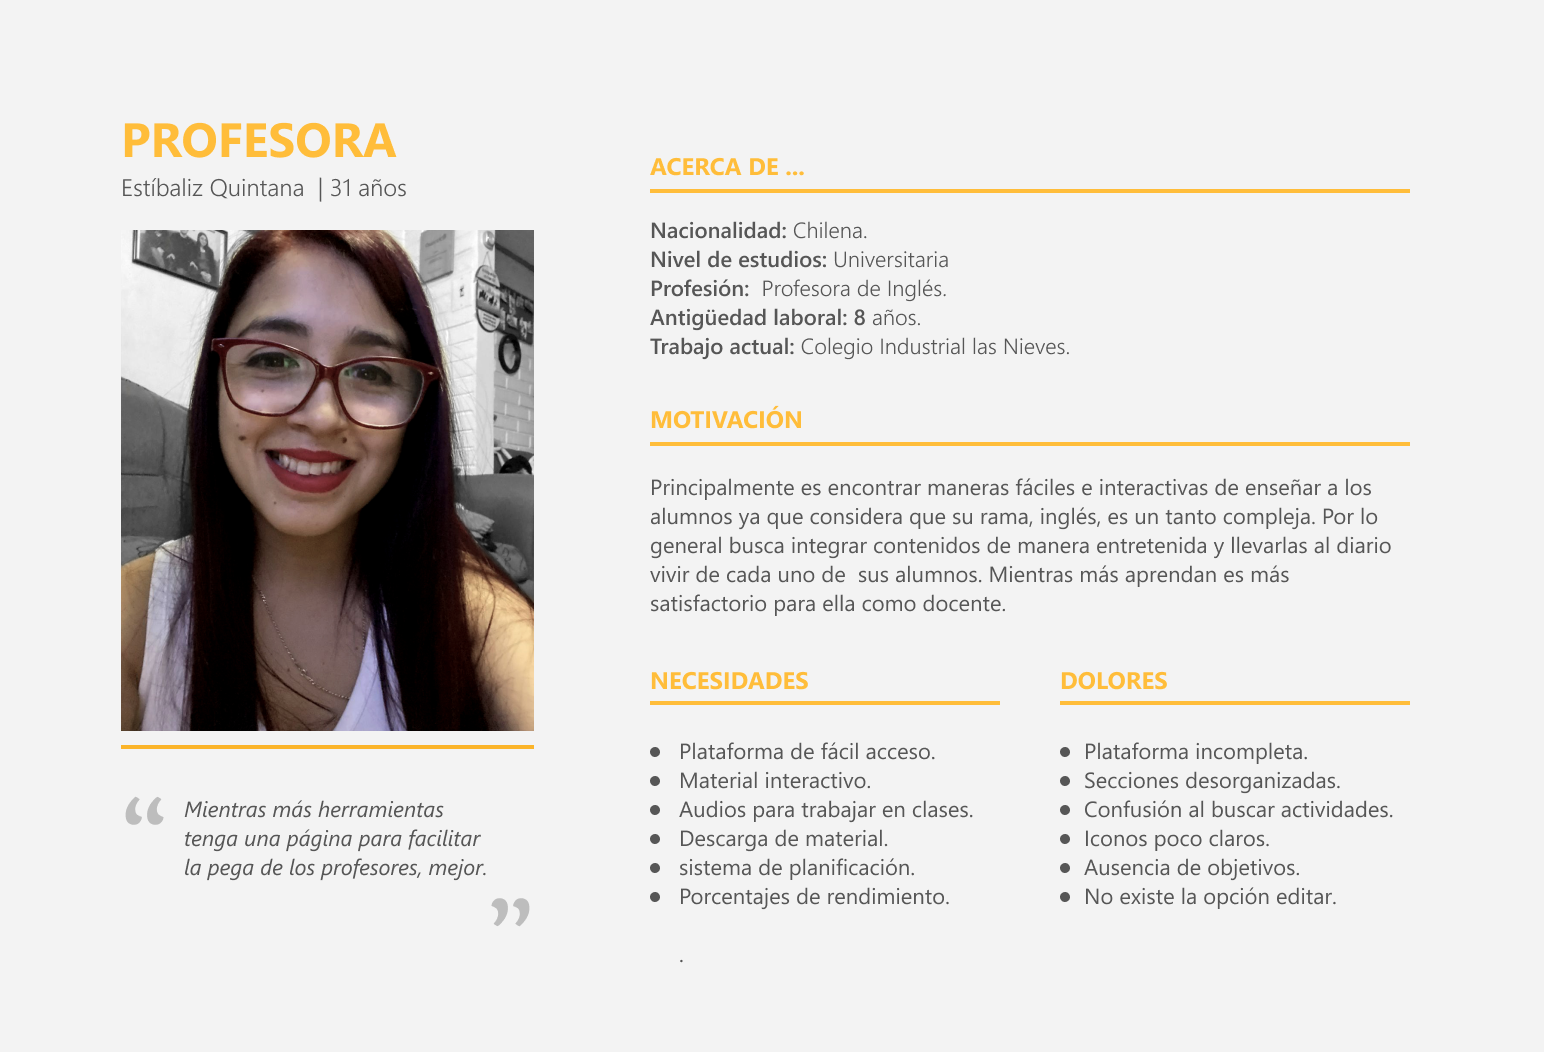 PROFESORA
Estíbaliz Quintana | 31 años
“ Mientras más herramientas
tenga una página para facilitar
la pega de los profesores, mejor.
”
ACERCA DE ...
Nacionalidad: Chilena.
Nivel de estudios: Universitaria
Profesión: Profesora de Inglés.
Antigüedad laboral: 8 años.
Trabajo actual: Colegio Industrial las Nieves.
MOTIVACIÓN
Principalmente es encontrar maneras fáciles e interactivas de enseñar a los
alumnos ya que considera que su rama, inglés, es un tanto compleja. Por lo
general busca integrar contenidos de manera entretenida y llevarlas al diario
vivir de cada uno de sus alumnos. Mientras más aprendan es más
satisfactorio para ella como docente.
NECESIDADES
● Plataforma de fácil acceso.
● Material interactivo.
● Audios para trabajar en clases.
● Descarga de material.
● sistema de planificación.
● Porcentajes de rendimiento.
.
DOLORES
● Plataforma incompleta.
● Secciones desorganizadas.
● Confusión al buscar actividades.
● Iconos poco claros.
● Ausencia de objetivos.
● No existe la opción editar.